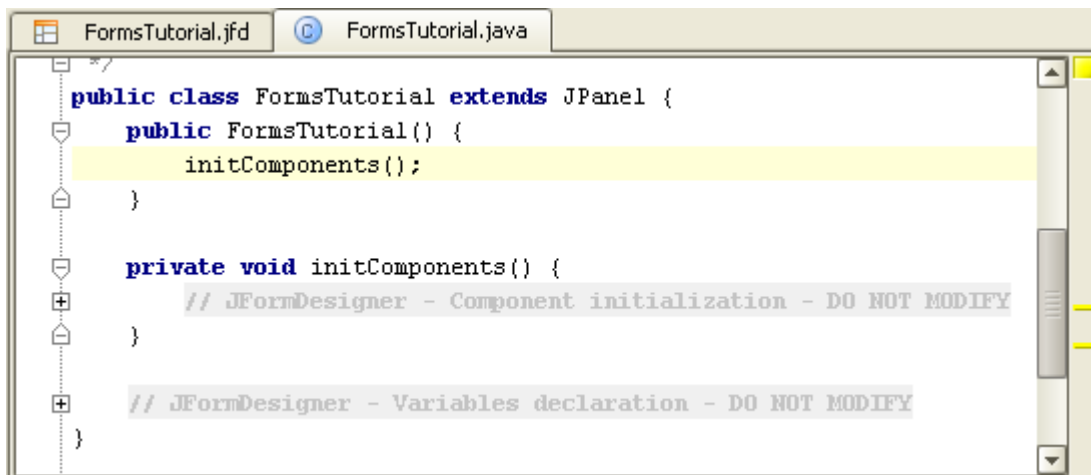 FormsTutorial.jfd FormsTutorial.java
*/
public class FormsTutorial extends JPanel {
public FormsTutorial() {
initComponents();
}
private void initComponents() {
// JFormDesigner - Component initialization - DO NOT MODIFY
}
// JFormDesigner - Variables declaration - DO NOT MODIFY
}